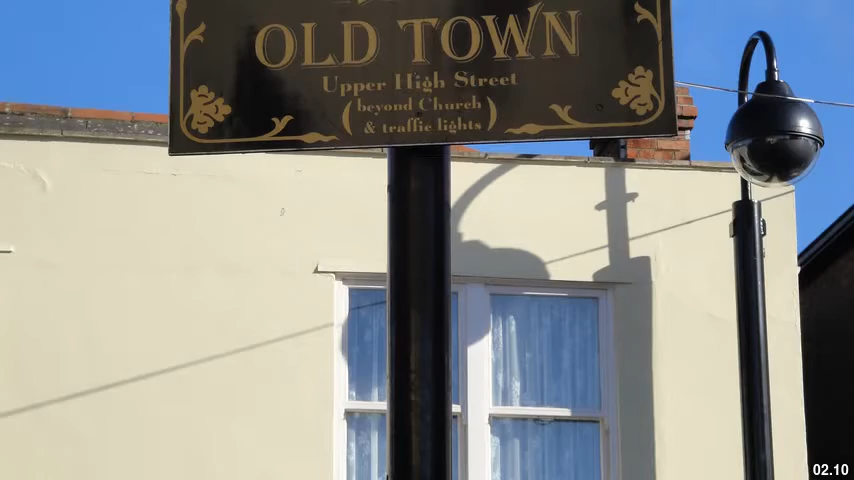 OLD TOWN
Upper High Street
(beyond Church
& traffic lights)
02.10